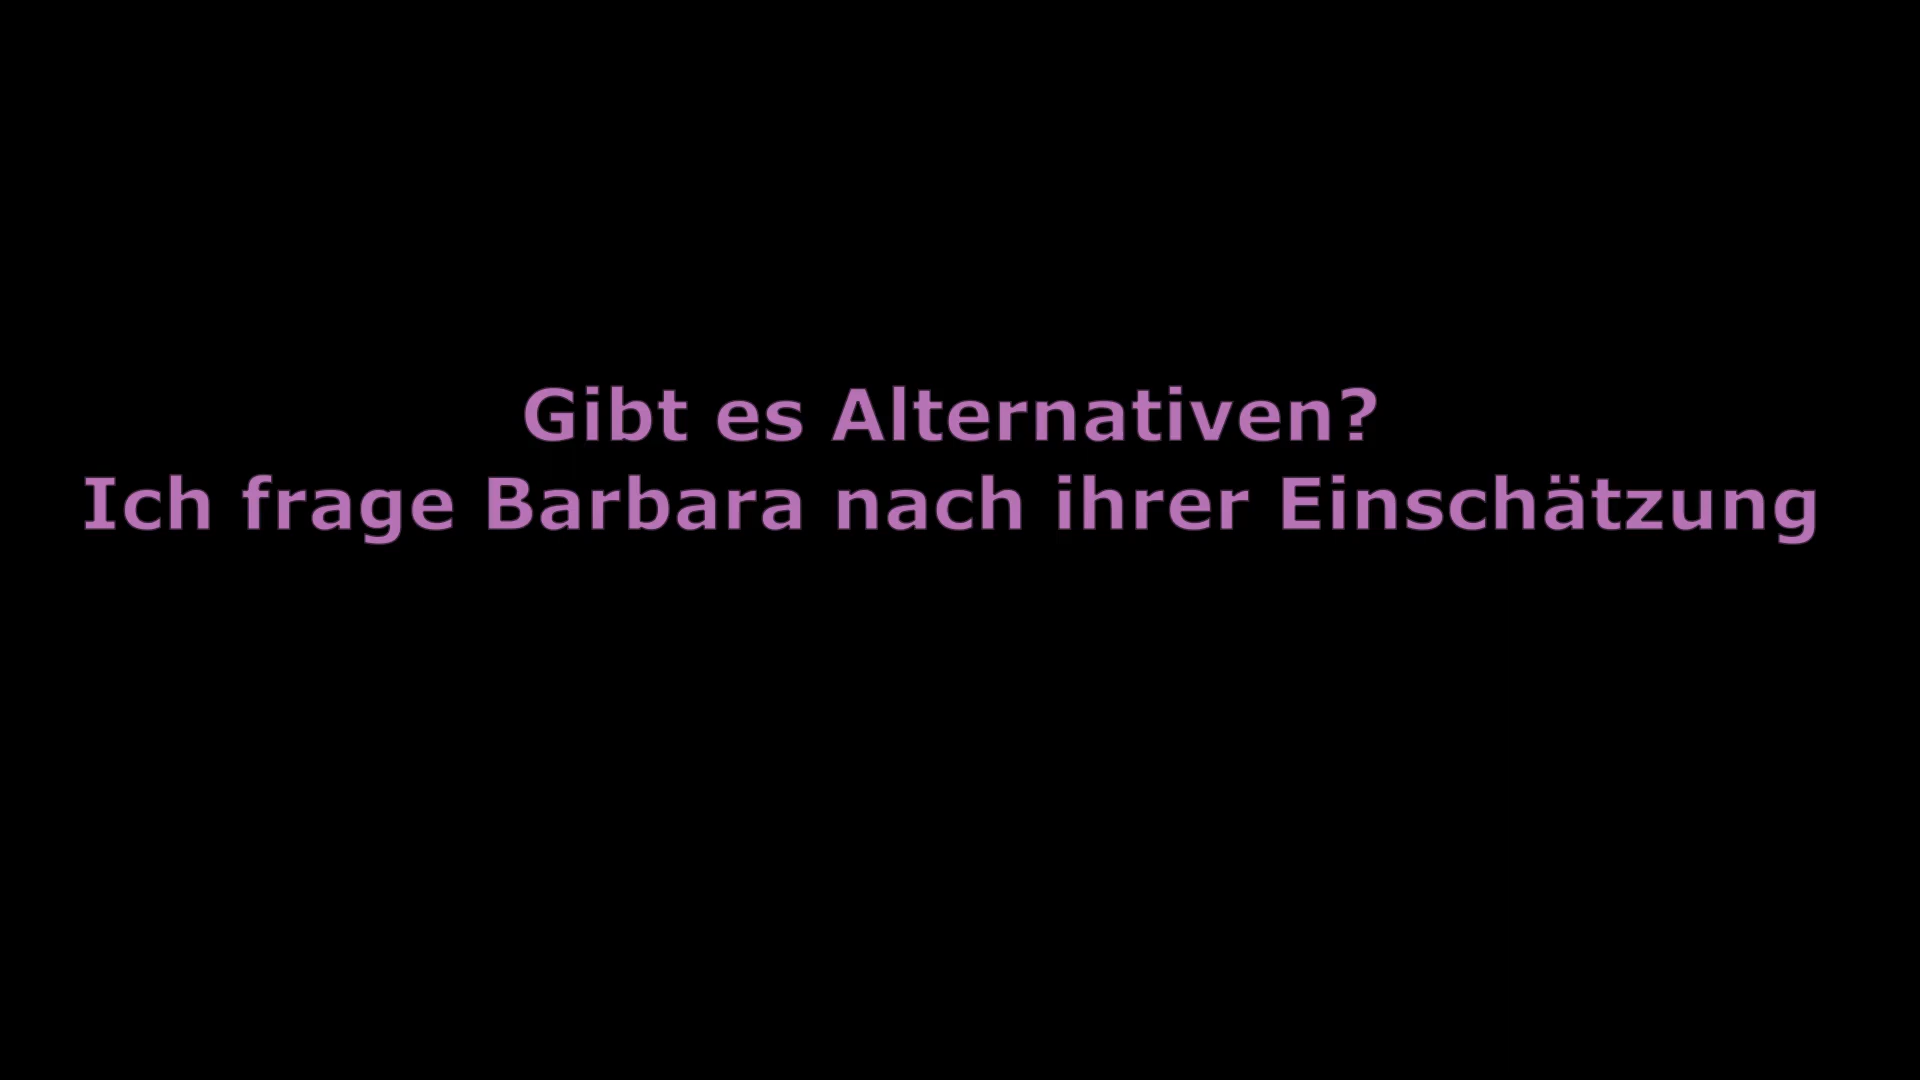 Gibt es Alternativen?
Ich frage Barbara nach ihrer Einschätzung